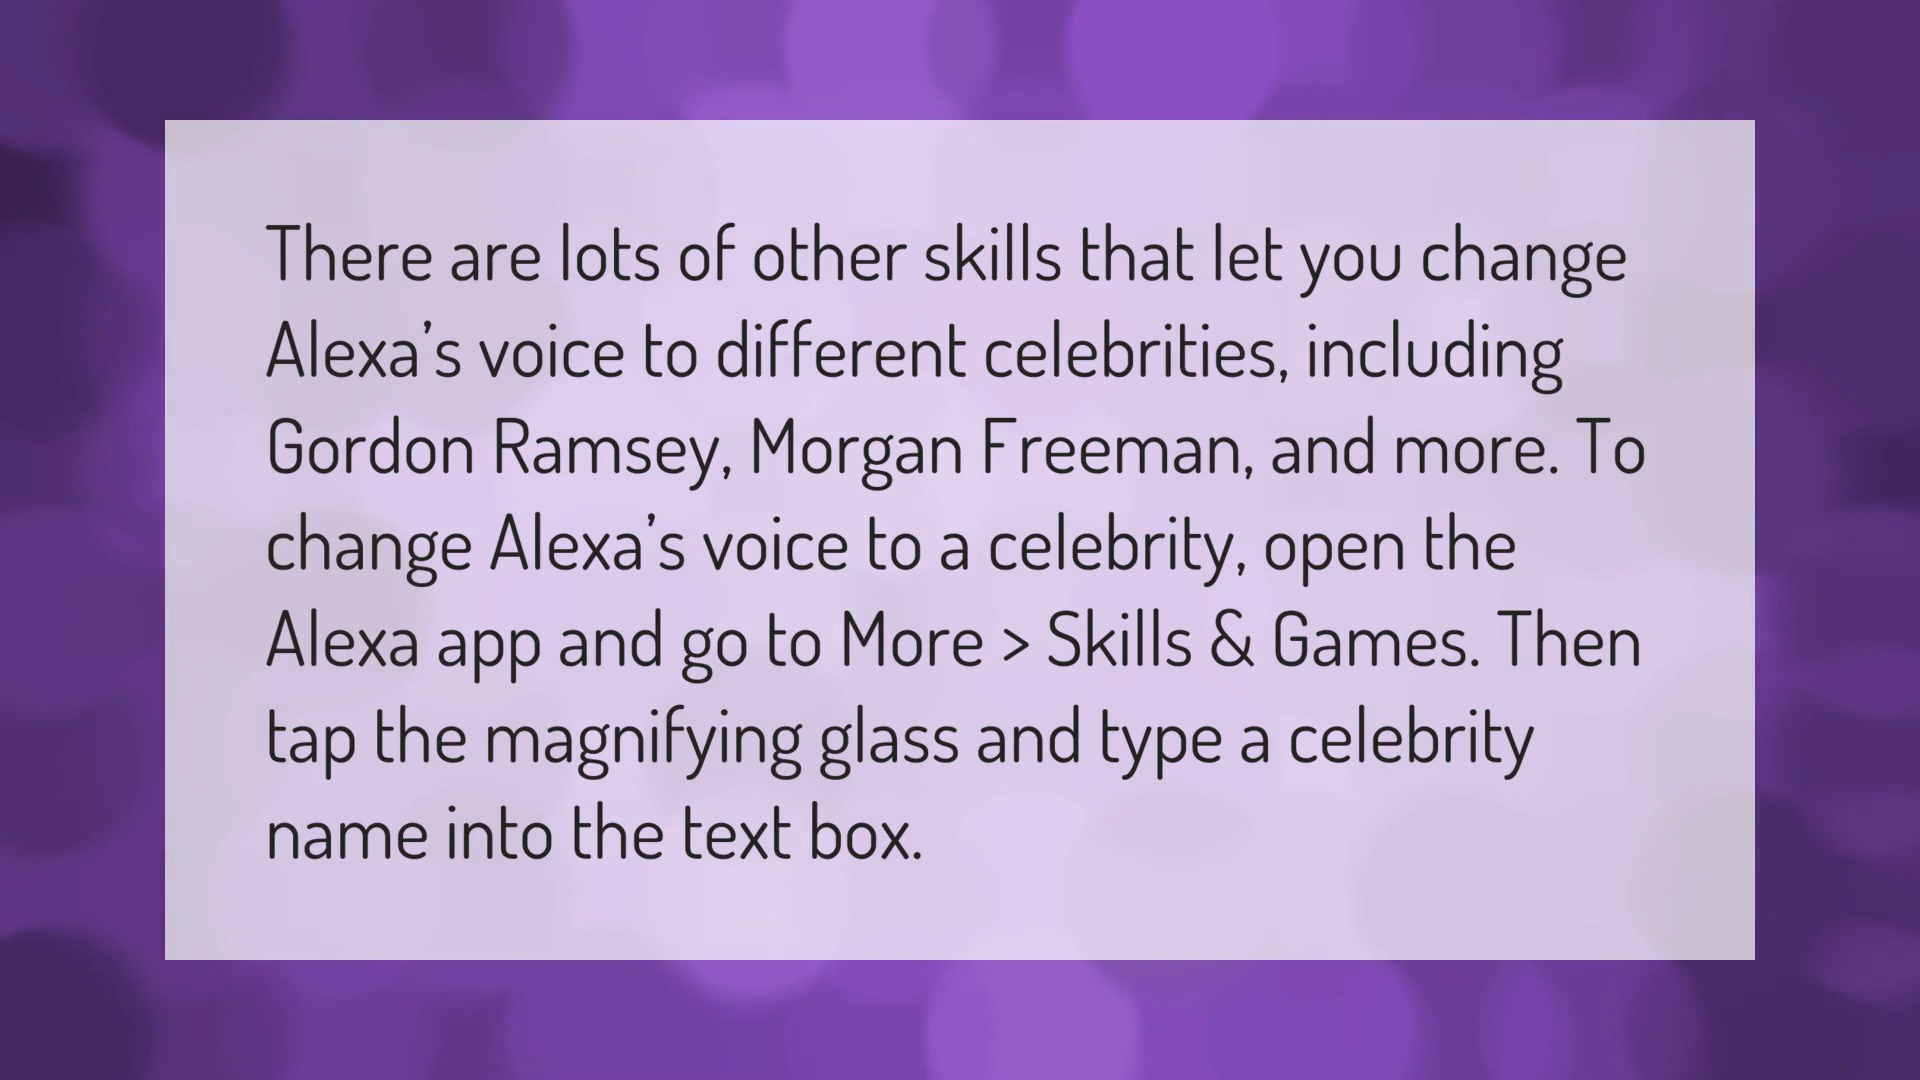 There are lots of other skills that let you change
Alexa’s voice to different celebrities, including
Gordon Ramsey, Morgan Freeman, and more. To
change Alexa’s voice to a celebrity, open the
Alexa app and go to More > Skills & Games. Then
tap the magnifying glass and type a celebrity
name into the text box.